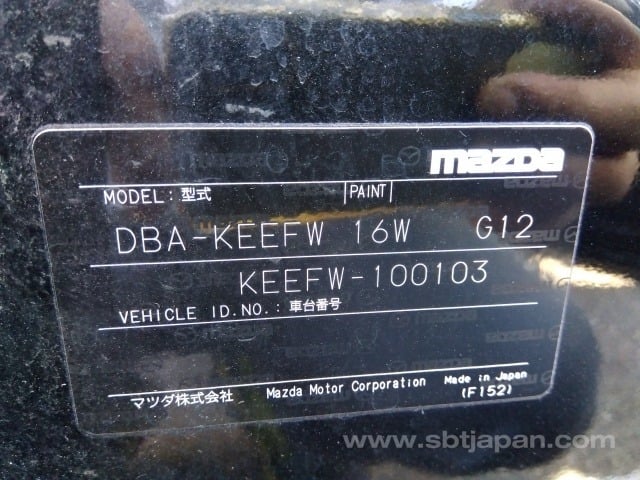 mazda
MODEL: 型式 PAINT
DBA-KEEFW 16W G12
KEEFW-100103
VEHICLE ID.NO.: 車台番号
マツダ株式会社 Mazda Motor Corporation Made in Japan
(F152)
www.sbtjapan.com